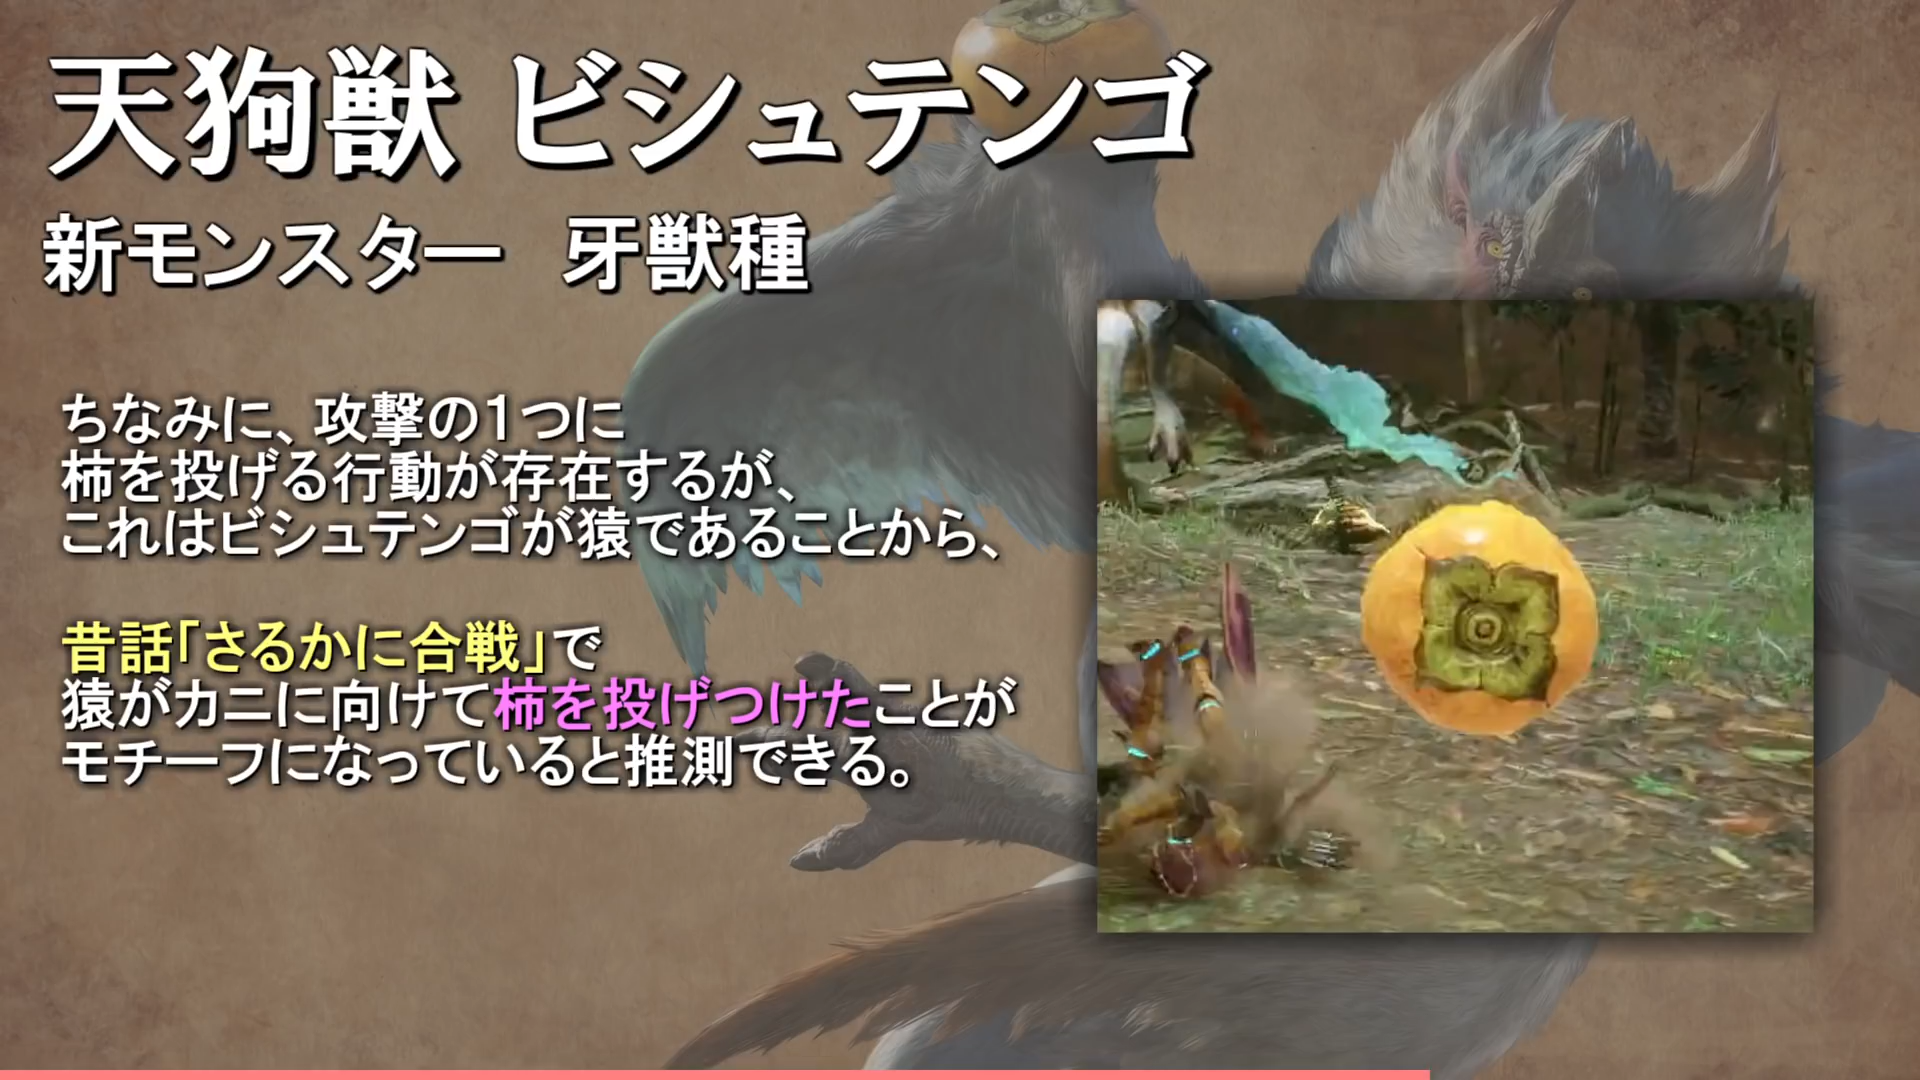 天狗獣 ビシュテンゴ
新モンスター　牙獣種
ちなみに、攻撃の1つに
柿を投げる行動が存在するが、
これはビシュテンゴが猿であることから、
昔話「さるかに合戦」で
猿がカニに向けて柿を投げつけたことが
モチーフになっていると推測できる。